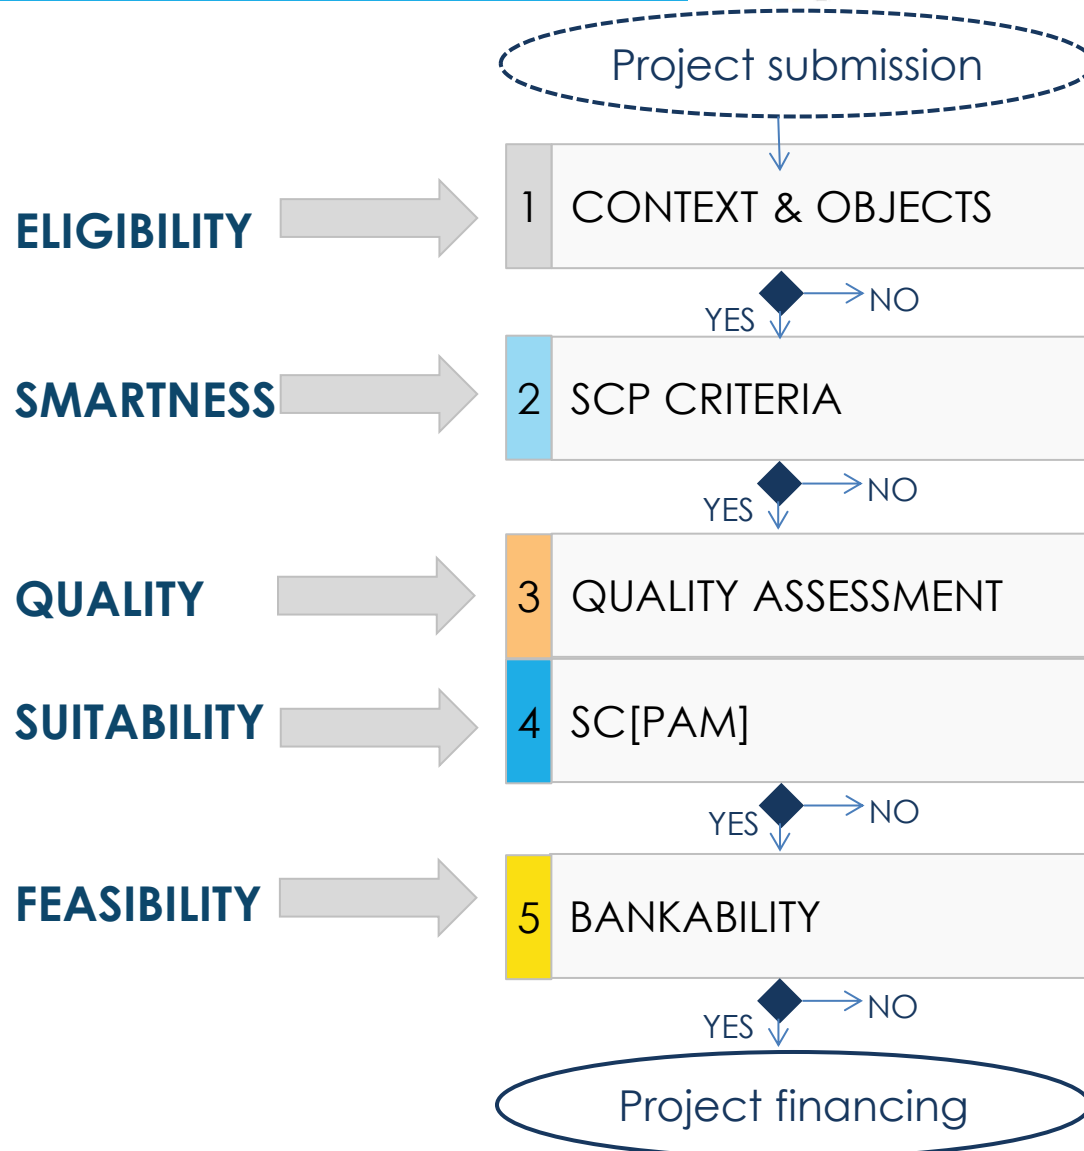 Project submission
ELIGIBILITY
1 CONTEXT & OBJECTS
YES
NO
SMARTNESS
2 SCP CRITERIA
YES
NO
QUALITY
3 QUALITY ASSESSMENT
SUITABILITY
4 SC[PAM]
YES
NO
FEASIBILITY
5 BANKABILITY
YES
NO
Project financing